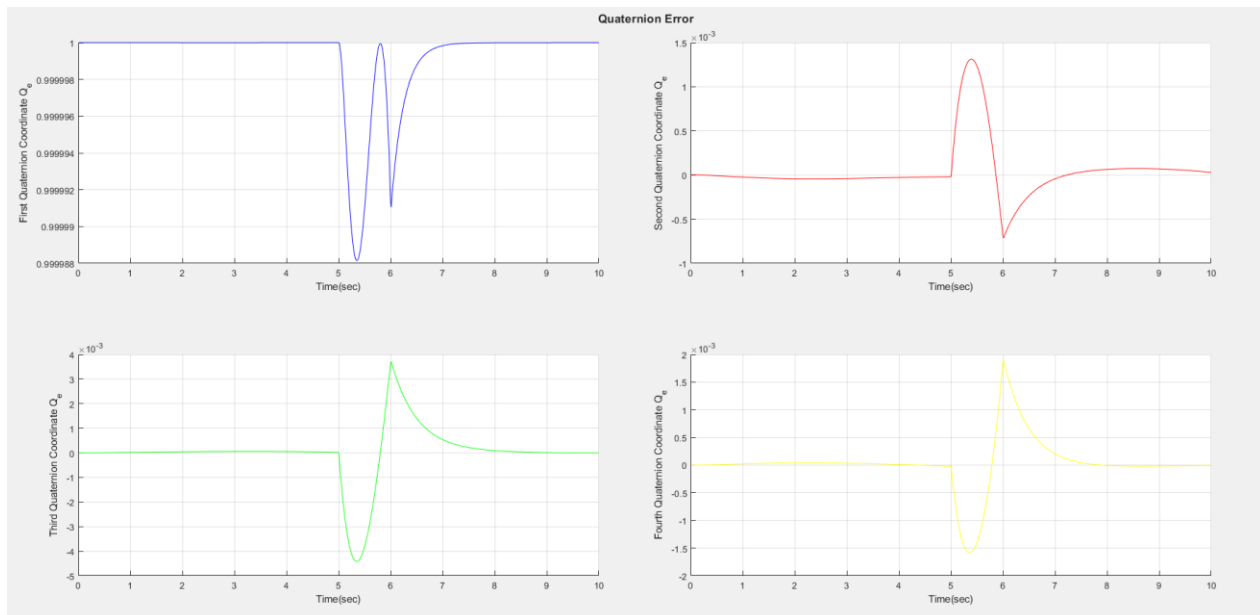 Quaternion Error
First Quaternion Coordinate Q_e
1
0.999998
0.999996
0.999994
0.999992
0.99999
0.999988
0 1 2 3 4 5 6 7 8 9 10
Time(sec)
Second Quaternion Coordinate Q_e
×10^-3
1.5
1
0.5
0
-0.5
-1
0 1 2 3 4 5 6 7 8 9 10
Time(sec)
Third Quaternion Coordinate Q_e
×10^-3
4
3
2
1
0
-1
-2
-3
-4
-5
0 1 2 3 4 5 6 7 8 9 10
Time(sec)
Fourth Quaternion Coordinate Q_e
×10^-3
2
1.5
1
0.5
0
-0.5
-1
-1.5
-2
0 1 2 3 4 5 6 7 8 9 10
Time(sec)